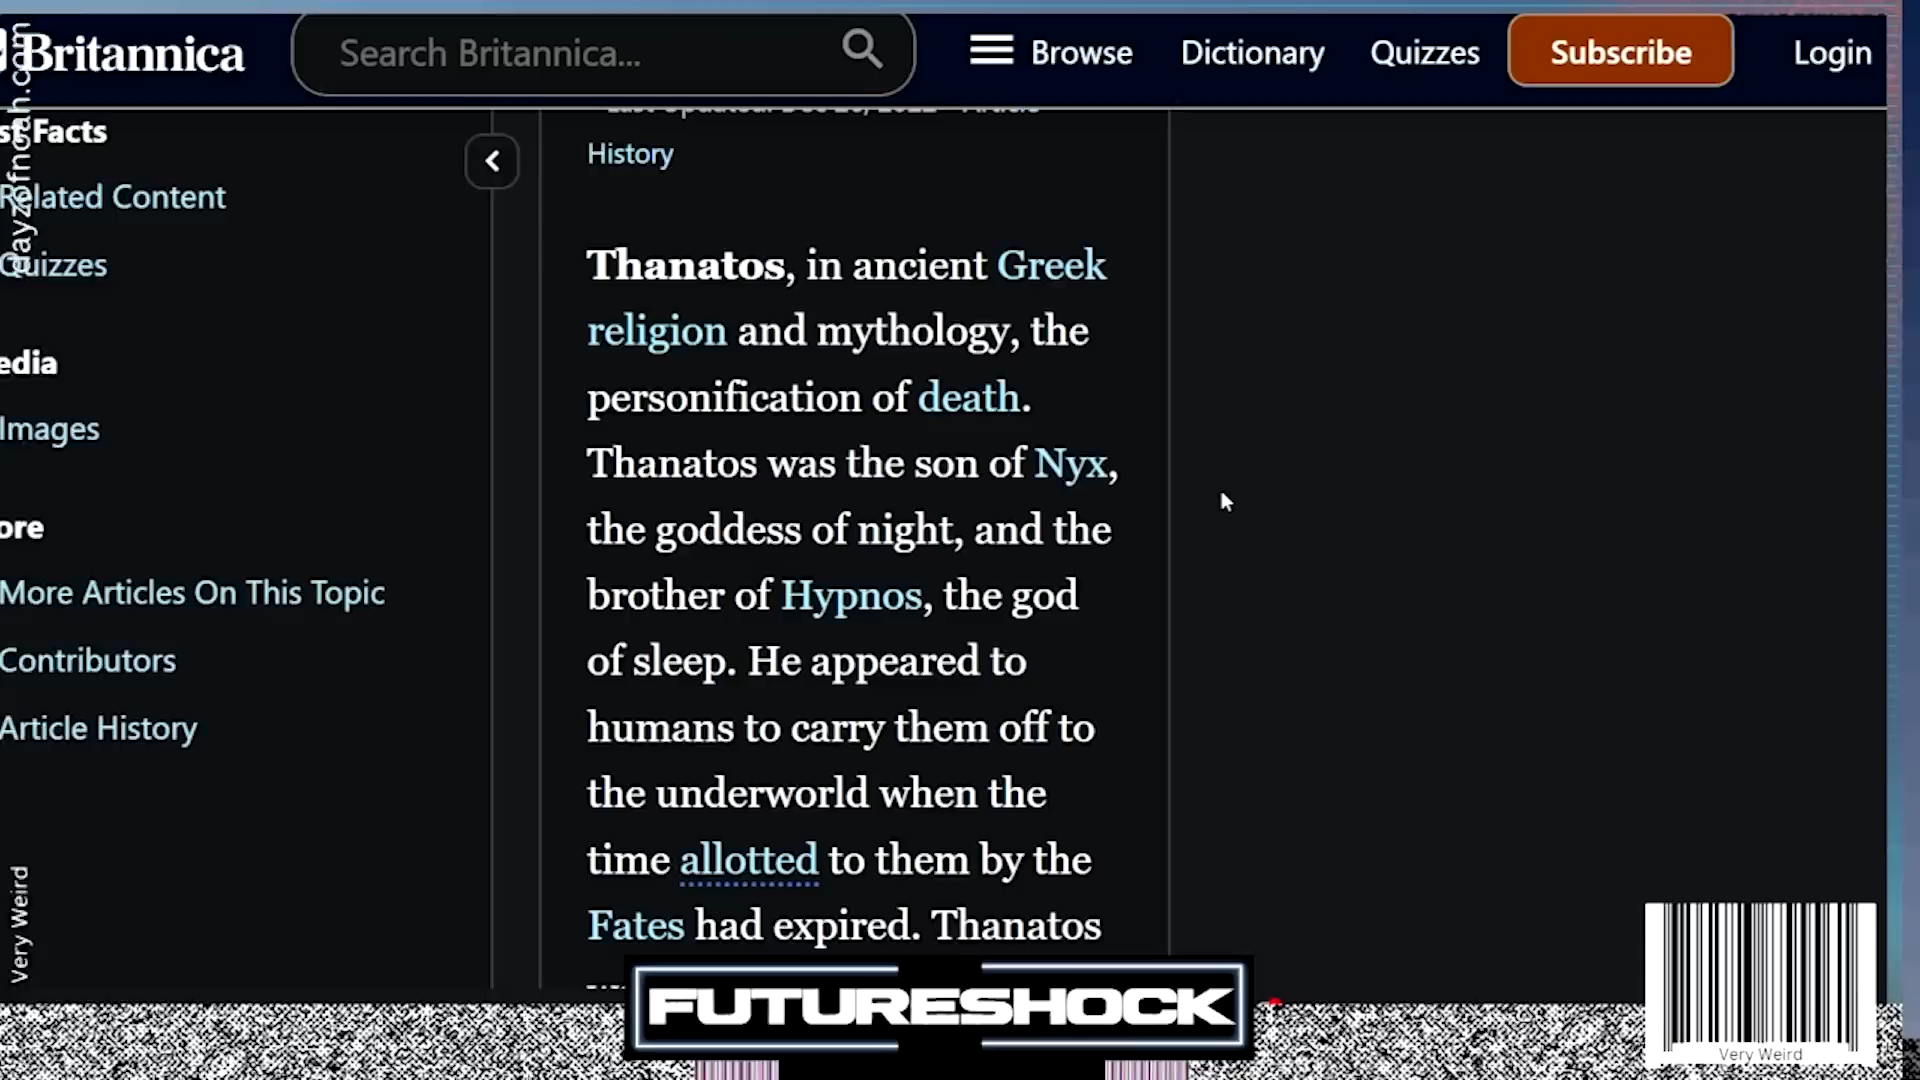 Britannica
Search Britannica...
Browse
Dictionary
Quizzes
Subscribe
Login
dayzofnoah.com
Facts
Related Content
Quizzes
edia
Images
ore
More Articles On This Topic
Contributors
Article History
Very Weird
History
Thanatos, in ancient Greek
religion and mythology, the
personification of death.
Thanatos was the son of Nyx,
the goddess of night, and the
brother of Hypnos, the god
of sleep. He appeared to
humans to carry them off to
the underworld when the
time allotted to them by the
Fates had expired. Thanatos
FUTURESHOCK
Very Weird